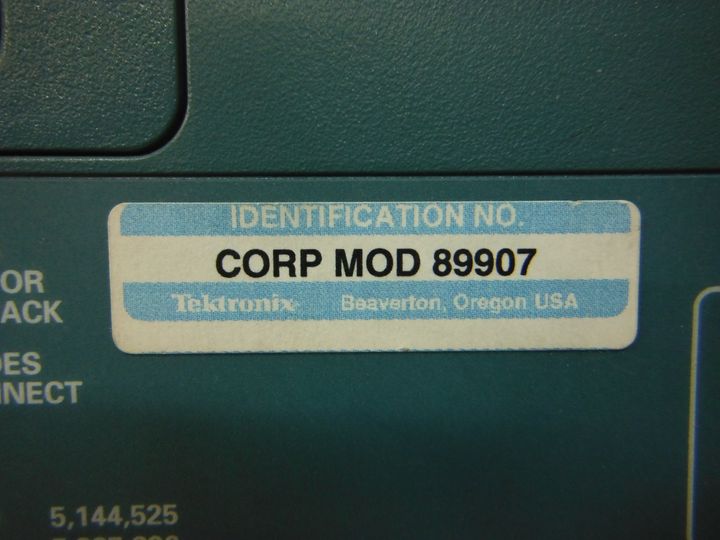 IDENTIFICATION NO.
CORP MOD 89907
Tektronix Beaverton, Oregon USA
OR
ACK
DES
NNECT
5,144,525